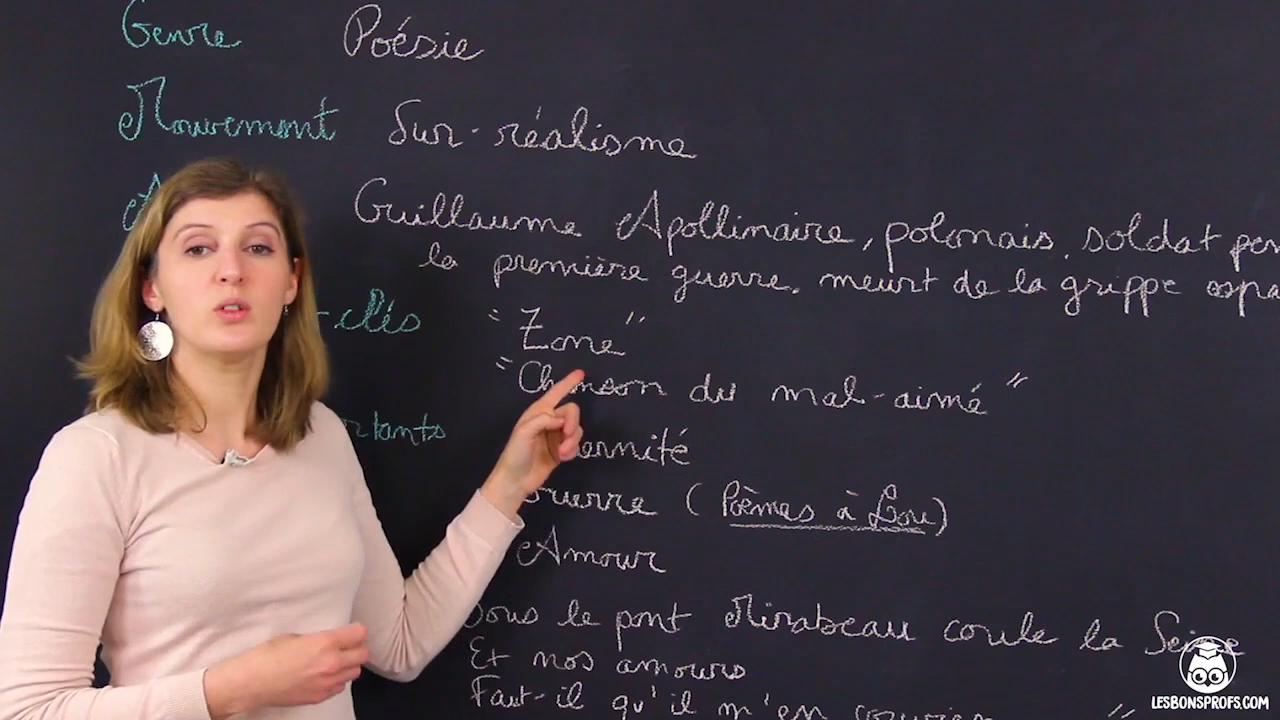 Genre Poésie
Mouvement Sur-réalisme
Guillaume Apollinaire, polonais, soldat
la première guerre, meurt de la grippe
-clés "Zone"
"Chanson du mal-aimé"
Guerre (Poèmes à Lou)
Amour
Sous le pont Mirabeau coule la Seine
Et nos amours
Faut-il qu'il m'en "
LESBONSPROFS.COM